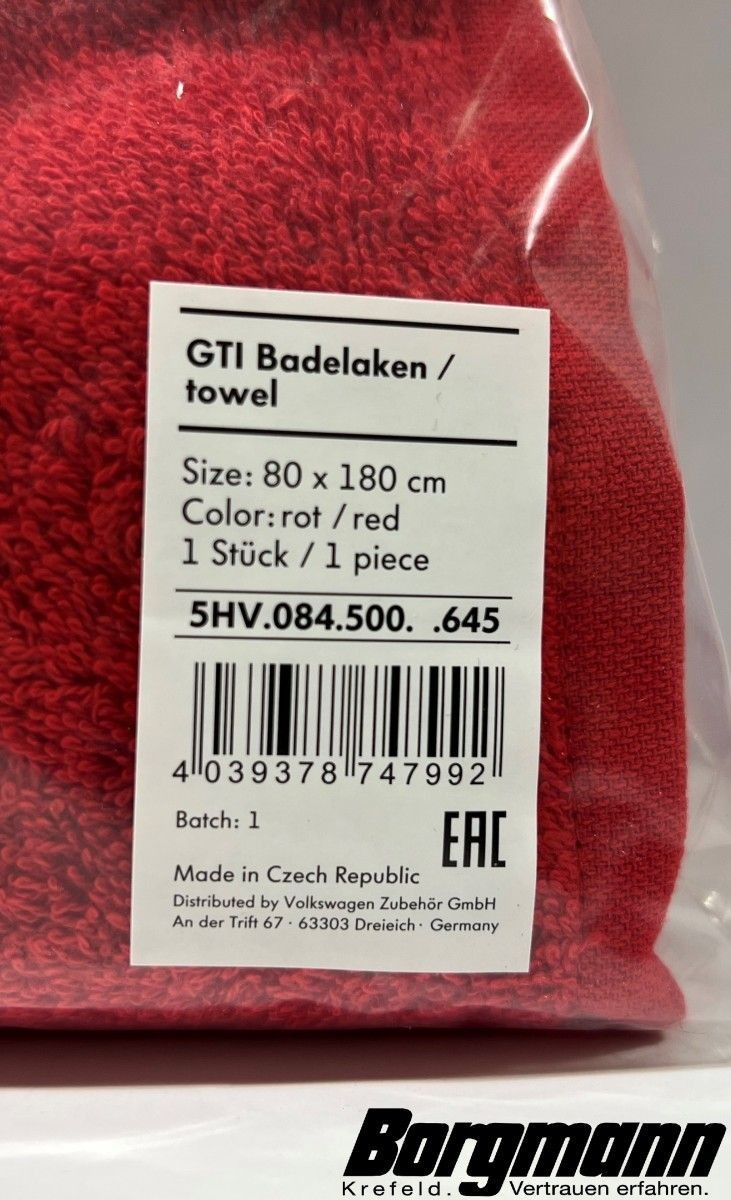 GTI Badelaken /
towel
Size: 80 x 180 cm
Color: rot / red
1 Stück / 1 piece
5HV.084.500. .645
4 039378 747992
Batch: 1
EAC
Made in Czech Republic
Distributed by Volkswagen Zubehör GmbH
An der Trift 67 · 63303 Dreieich · Germany
Borgmann
Krefeld. Vertrauen erfahren.